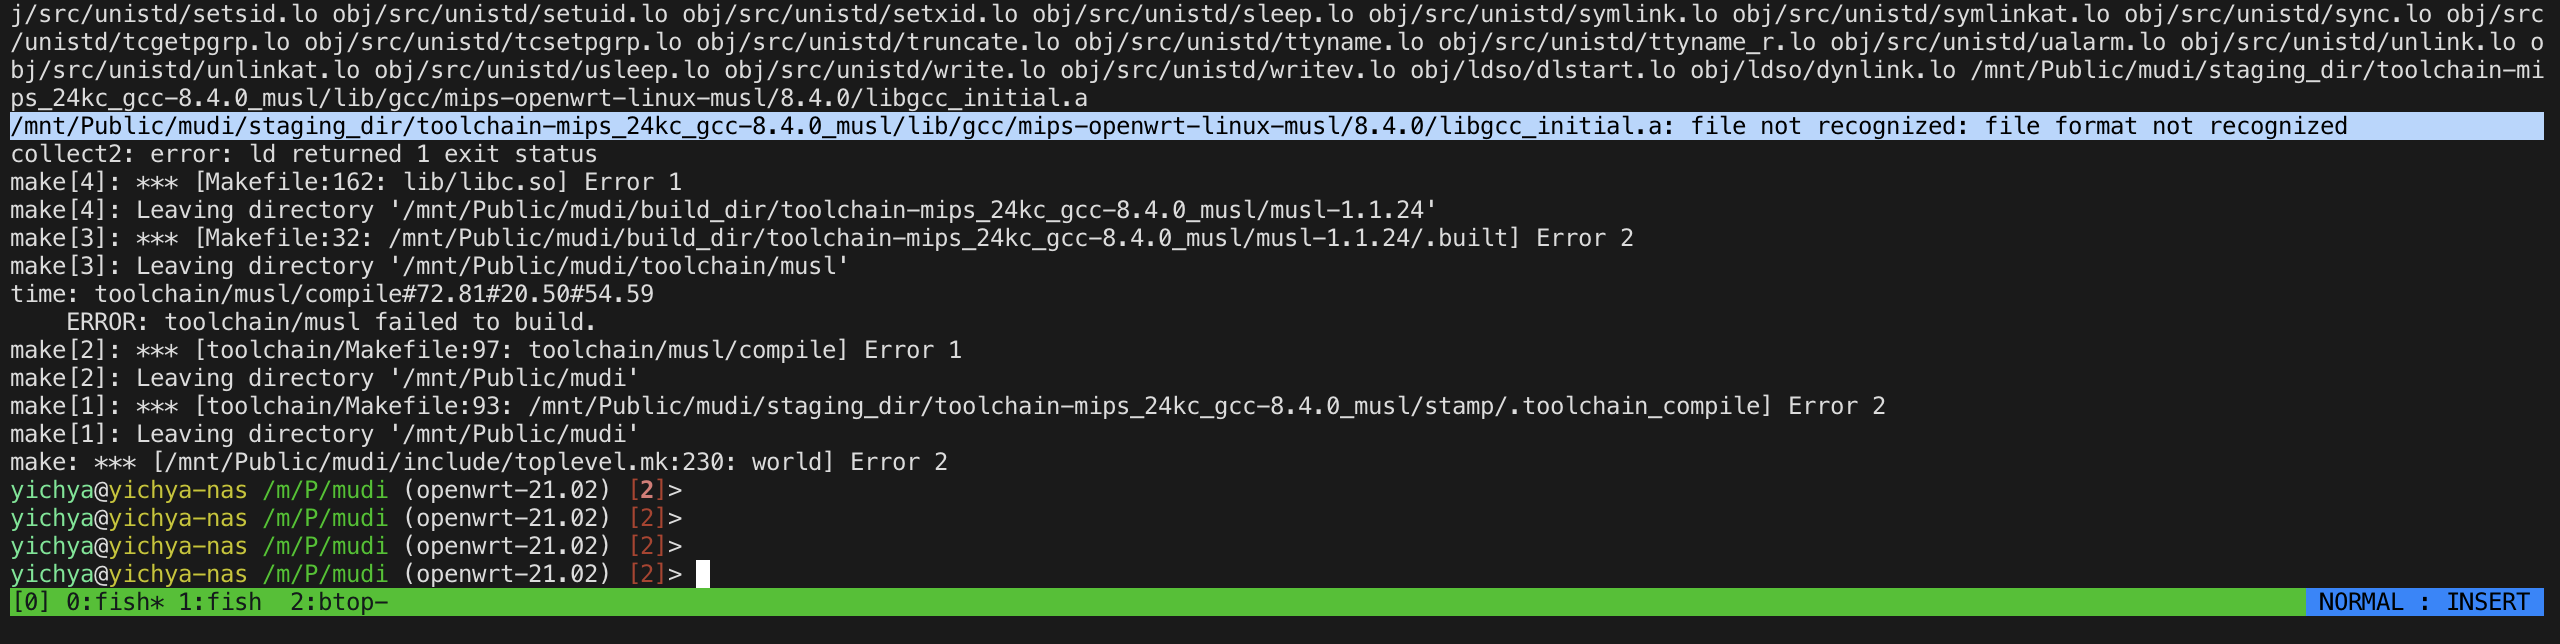 j/src/unistd/setsid.lo obj/src/unistd/setuid.lo obj/src/unistd/setxid.lo obj/src/unistd/sleep.lo obj/src/unistd/symlink.lo obj/src/unistd/symlinkat.lo obj/src/unistd/sync.lo obj/src
/unistd/tcgetpgrp.lo obj/src/unistd/tcsetpgrp.lo obj/src/unistd/truncate.lo obj/src/unistd/ttyname.lo obj/src/unistd/ttyname_r.lo obj/src/unistd/ualarm.lo obj/src/unistd/unlink.lo o
bj/src/unistd/unlinkat.lo obj/src/unistd/usleep.lo obj/src/unistd/write.lo obj/src/unistd/writev.lo obj/ldso/dlstart.lo obj/ldso/dynlink.lo /mnt/Public/mudi/staging_dir/toolchain-mi
ps_24kc_gcc-8.4.0_musl/lib/gcc/mips-openwrt-linux-musl/8.4.0/libgcc_initial.a
/mnt/Public/mudi/staging_dir/toolchain-mips_24kc_gcc-8.4.0_musl/lib/gcc/mips-openwrt-linux-musl/8.4.0/libgcc_initial.a: file not recognized: file format not recognized
collect2: error: ld returned 1 exit status
make[4]: *** [Makefile:162: lib/libc.so] Error 1
make[4]: Leaving directory '/mnt/Public/mudi/build_dir/toolchain-mips_24kc_gcc-8.4.0_musl/musl-1.1.24'
make[3]: *** [Makefile:32: /mnt/Public/mudi/build_dir/toolchain-mips_24kc_gcc-8.4.0_musl/musl-1.1.24/.built] Error 2
make[3]: Leaving directory '/mnt/Public/mudi/toolchain/musl'
time: toolchain/musl/compile#72.81#20.50#54.59
    ERROR: toolchain/musl failed to build.
make[2]: *** [toolchain/Makefile:97: toolchain/musl/compile] Error 1
make[2]: Leaving directory '/mnt/Public/mudi'
make[1]: *** [toolchain/Makefile:93: /mnt/Public/mudi/staging_dir/toolchain-mips_24kc_gcc-8.4.0_musl/stamp/.toolchain_compile] Error 2
make[1]: Leaving directory '/mnt/Public/mudi'
make: *** [/mnt/Public/mudi/include/toplevel.mk:230: world] Error 2
yichya@yichya-nas /m/P/mudi (openwrt-21.02) [2]>
yichya@yichya-nas /m/P/mudi (openwrt-21.02) [2]>
yichya@yichya-nas /m/P/mudi (openwrt-21.02) [2]>
yichya@yichya-nas /m/P/mudi (openwrt-21.02) [2]>
[0] 0:fish* 1:fish  2:btop- NORMAL : INSERT